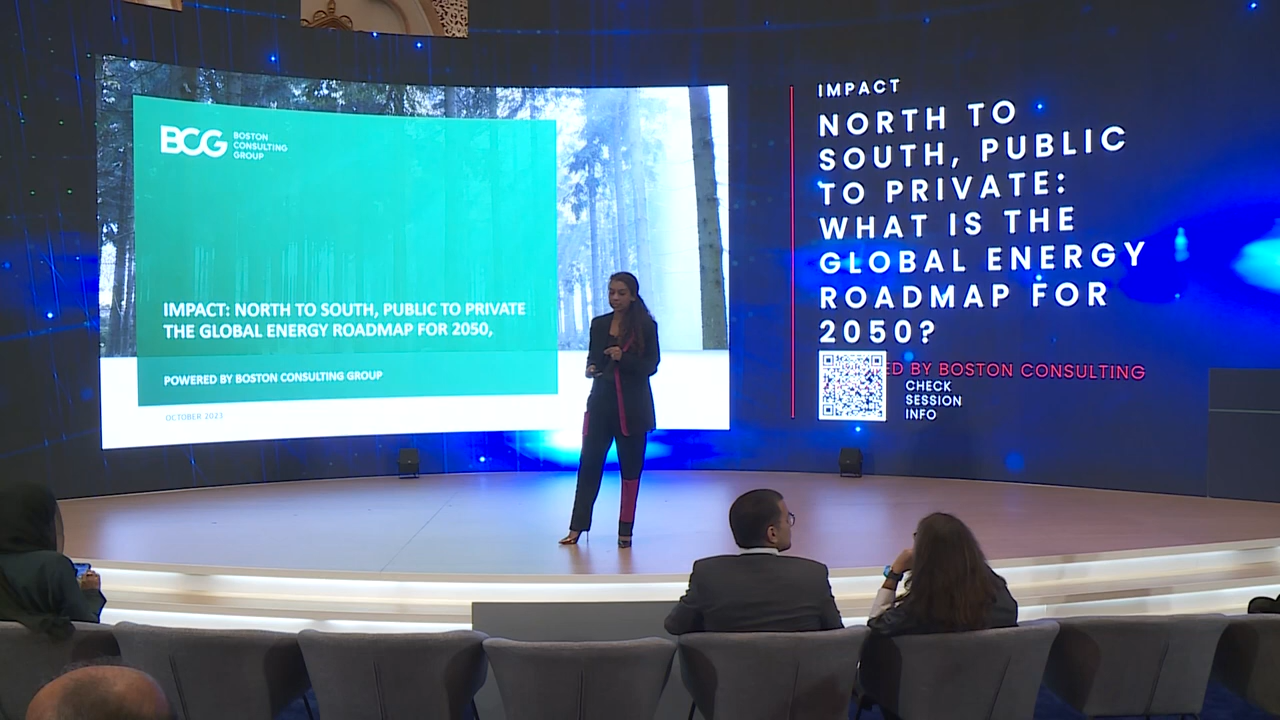 BCG
BOSTON
CONSULTING
GROUP
IMPACT: NORTH TO SOUTH, PUBLIC TO PRIVATE
THE GLOBAL ENERGY ROADMAP FOR 2050,
POWERED BY BOSTON CONSULTING GROUP
OCTOBER 2023
IMPACT
NORTH TO
SOUTH, PUBLIC
TO PRIVATE:
WHAT IS THE
GLOBAL ENERGY
ROADMAP FOR
2050?
ED BY BOSTON CONSULTING
CHECK
SESSION
INFO